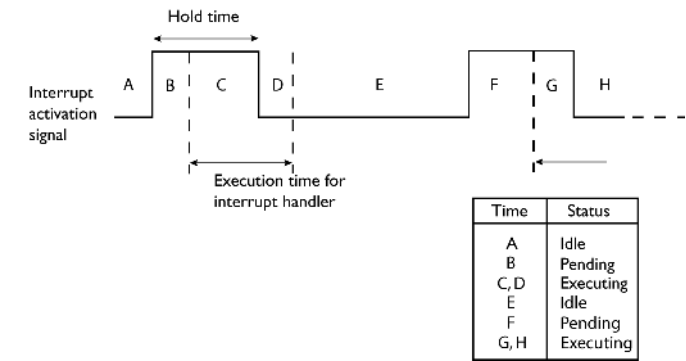 Hold time
A B C D E F G H
Interrupt
activation
signal
Execution time for
interrupt handler
Time Status
A Idle
B Pending
C, D Executing
E Idle
F Pending
G, H Executing